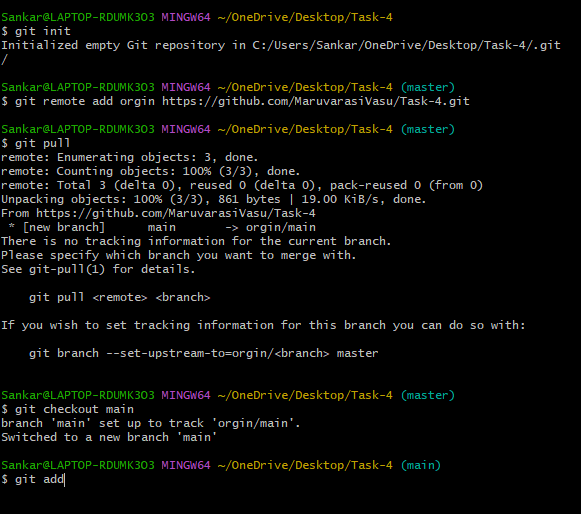 Sankar@LAPTOP-RDUMK3O3 MINGW64 ~/OneDrive/Desktop/Task-4
$ git init
Initialized empty Git repository in C:/Users/Sankar/OneDrive/Desktop/Task-4/.git
/
Sankar@LAPTOP-RDUMK3O3 MINGW64 ~/OneDrive/Desktop/Task-4 (master)
$ git remote add orgin https://github.com/MaruvarasiVasu/Task-4.git
Sankar@LAPTOP-RDUMK3O3 MINGW64 ~/OneDrive/Desktop/Task-4 (master)
$ git pull
remote: Enumerating objects: 3, done.
remote: Counting objects: 100% (3/3), done.
remote: Total 3 (delta 0), reused 0 (delta 0), pack-reused 0 (from 0)
Unpacking objects: 100% (3/3), 861 bytes | 19.00 KiB/s, done.
From https://github.com/MaruvarasiVasu/Task-4
 * [new branch]      main       -> orgin/main
There is no tracking information for the current branch.
Please specify which branch you want to merge with.
See git-pull(1) for details.
    git pull <remote> <branch>
If you wish to set tracking information for this branch you can do so with:
    git branch --set-upstream-to=orgin/<branch> master
Sankar@LAPTOP-RDUMK3O3 MINGW64 ~/OneDrive/Desktop/Task-4 (master)
$ git checkout main
branch 'main' set up to track 'orgin/main'.
Switched to a new branch 'main'
Sankar@LAPTOP-RDUMK3O3 MINGW64 ~/OneDrive/Desktop/Task-4 (main)
$ git add